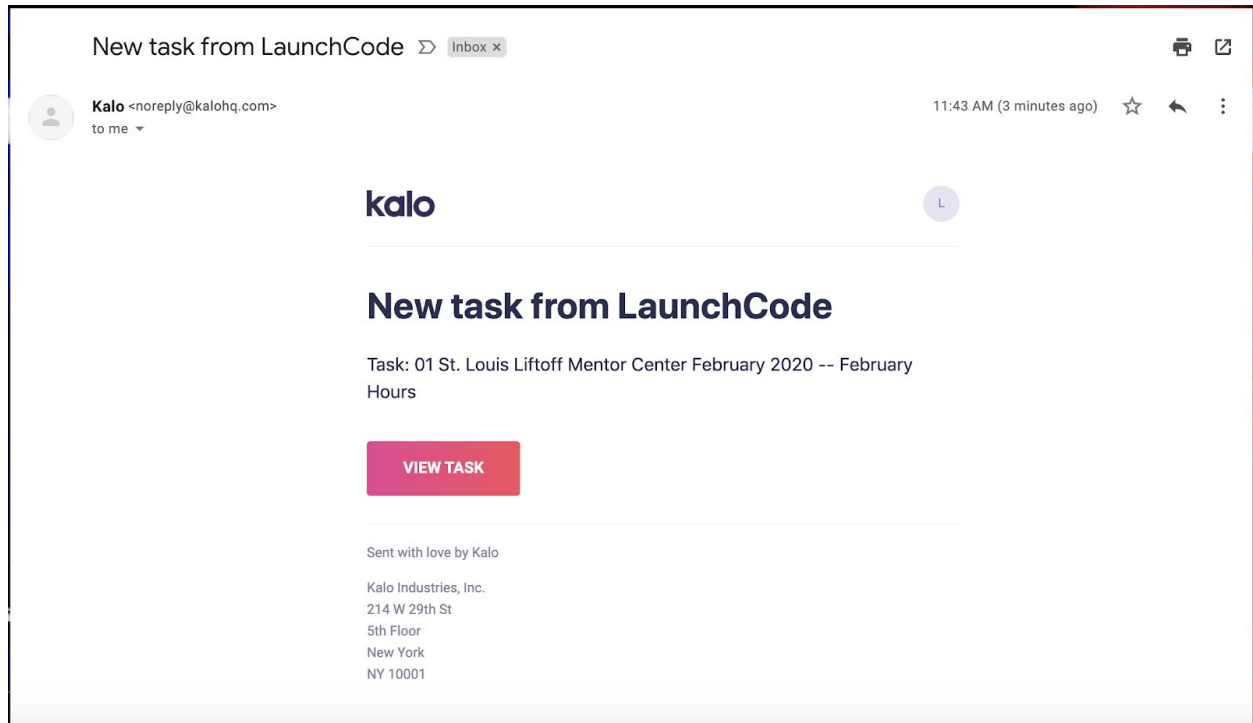 New task from LaunchCode Inbox ×
Kalo <noreply@kalohq.com> 11:43 AM (3 minutes ago)
to me
kalo L
New task from LaunchCode
Task: 01 St. Louis Liftoff Mentor Center February 2020 -- February
Hours
VIEW TASK
Sent with love by Kalo
Kalo Industries, Inc.
214 W 29th St
5th Floor
New York
NY 10001